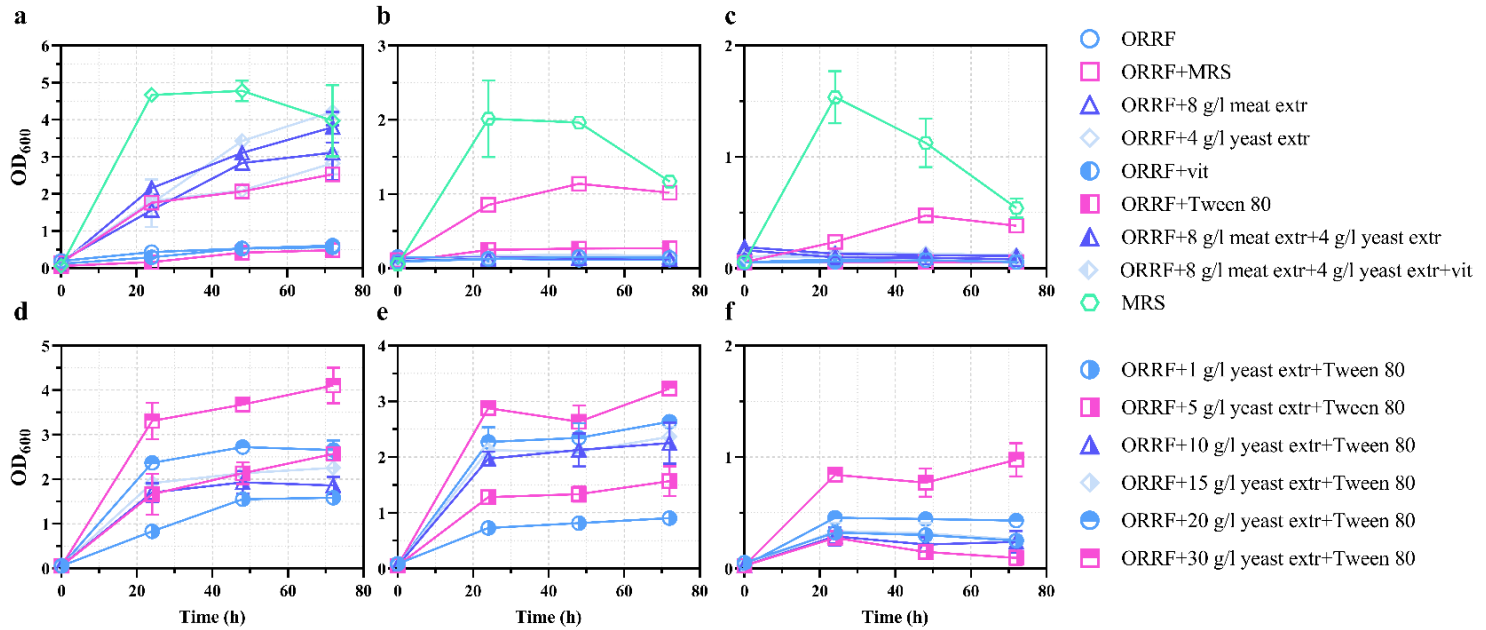 a
b
c
6
5
4
3
2
1
0
0
20
40
60
80
OD600
3
2
1
0
0
20
40
60
80
2
1
0
0
20
40
60
80
ORRF
ORRF+MRS
ORRF+8 g/l meat extr
ORRF+4 g/l yeast extr
ORRF+vit
ORRF+Tween 80
ORRF+8 g/l meat extr+4 g/l yeast extr
ORRF+8 g/l meat extr+4 g/l yeast extr+vit
MRS
d
e
f
5
4
3
2
1
0
0
20
40
60
80
OD600
Time (h)
4
3
2
1
0
0
20
40
60
80
Time (h)
2
1
0
0
20
40
60
80
Time (h)
ORRF+1 g/l yeast extr+Tween 80
ORRF+5 g/l yeast extr+Tween 80
ORRF+10 g/l yeast extr+Tween 80
ORRF+15 g/l yeast extr+Tween 80
ORRF+20 g/l yeast extr+Tween 80
ORRF+30 g/l yeast extr+Tween 80